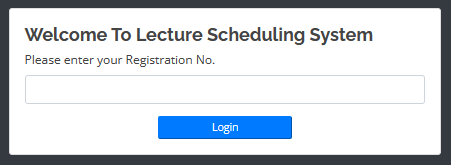 Welcome To Lecture Scheduling System
Please enter your Registration No.
Login